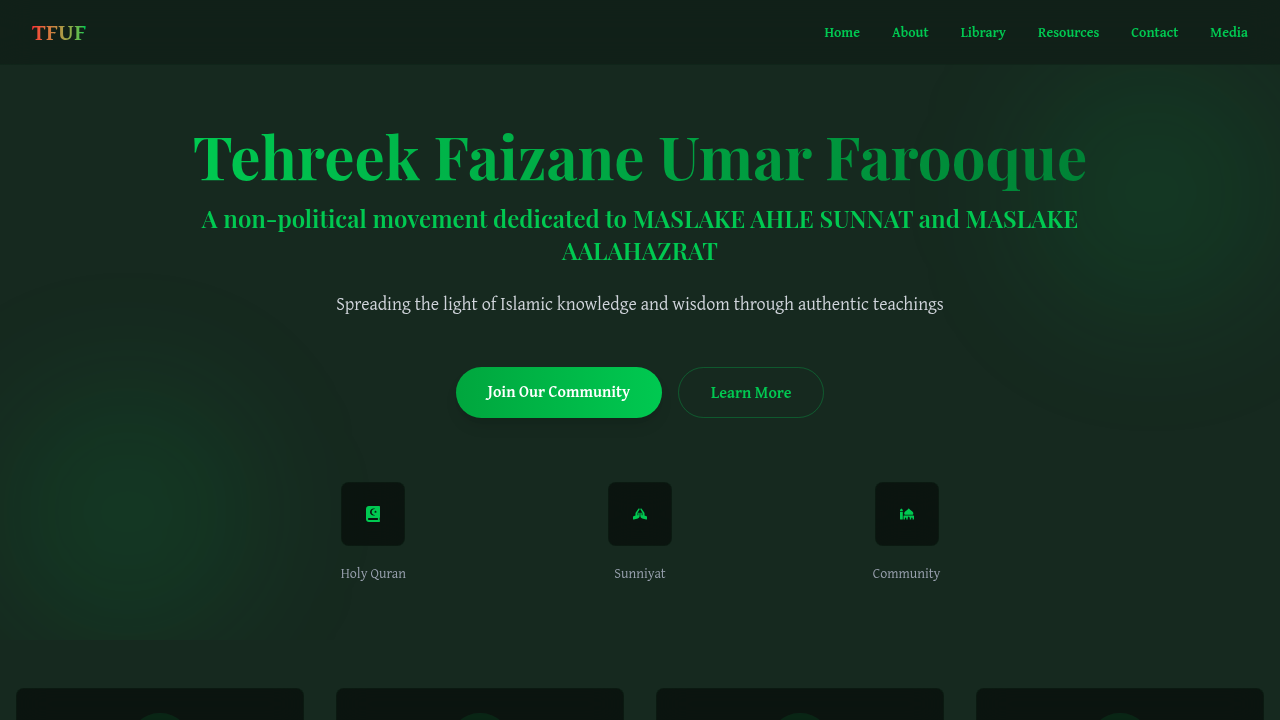 TFUF
Home
About
Library
Resources
Contact
Media
Tehreek Faizane Umar Farooque
A non-political movement dedicated to MASLAKE AHLE SUNNAT and MASLAKE
AALAHAZRAT
Spreading the light of Islamic knowledge and wisdom through authentic teachings
Join Our Community
Learn More
Holy Quran
Sunniyat
Community